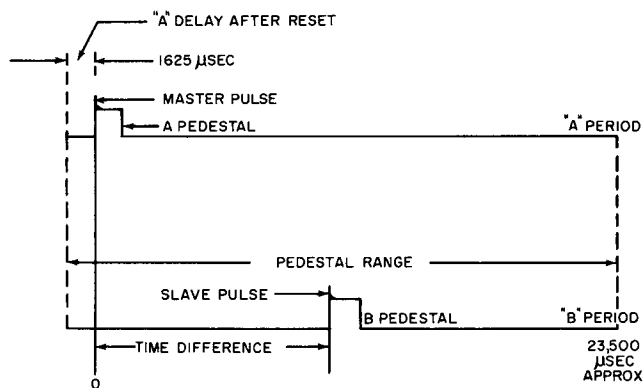 "A" DELAY AFTER RESET
1625 µSEC
MASTER PULSE
A PEDESTAL
"A" PERIOD
PEDESTAL RANGE
SLAVE PULSE
B PEDESTAL
"B" PERIOD
TIME DIFFERENCE
23,500
µSEC
APPROX
0